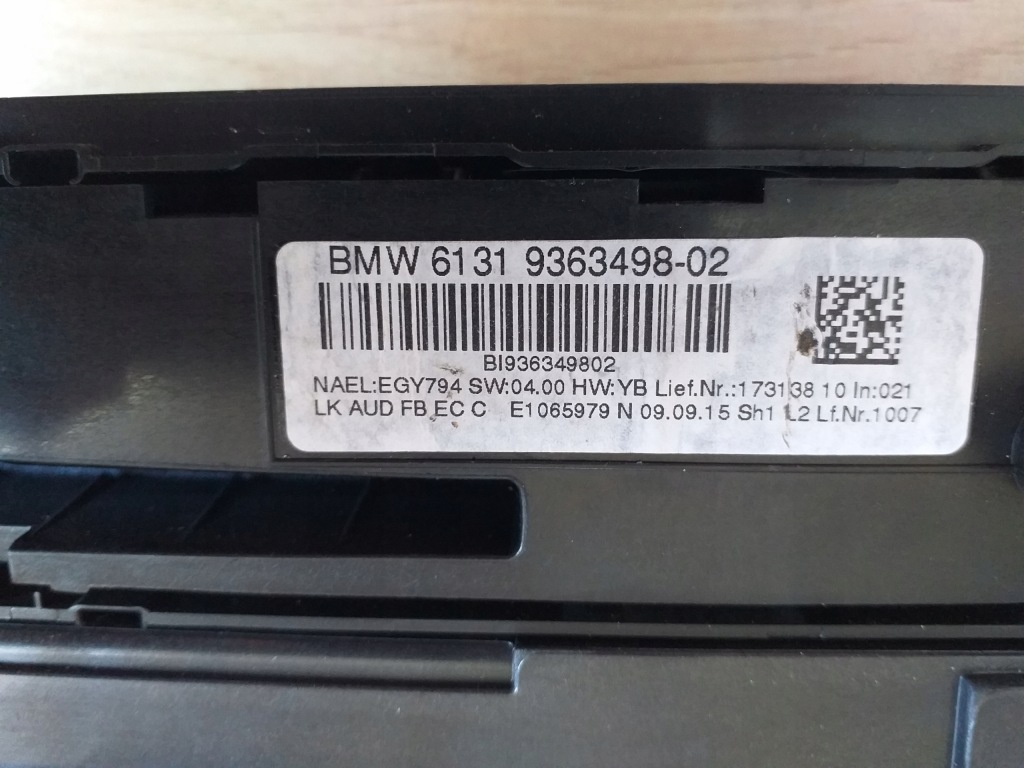 BMW 6131 9363498-02
BI936349802
NAEL:EGY794 SW:04.00 HW:YB Lief.Nr.:173138 10 In:021
LK AUD FB EC C E1065979 N 09.09.15 Sh1 L2 Lf.Nr.1007